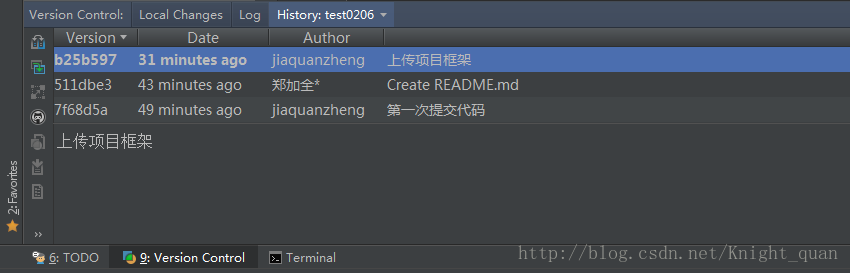 Version Control: Local Changes Log History: test0206
Version Date Author
b25b597 31 minutes ago jiaquanzheng 上传项目框架
511dbe3 43 minutes ago 郑加全* Create README.md
7f68d5a 49 minutes ago jiaquanzheng 第一次提交代码
上传项目框架
2: Favorites
»
6: TODO 9: Version Control Terminal
http://blog.csdn.net/Knight_quan